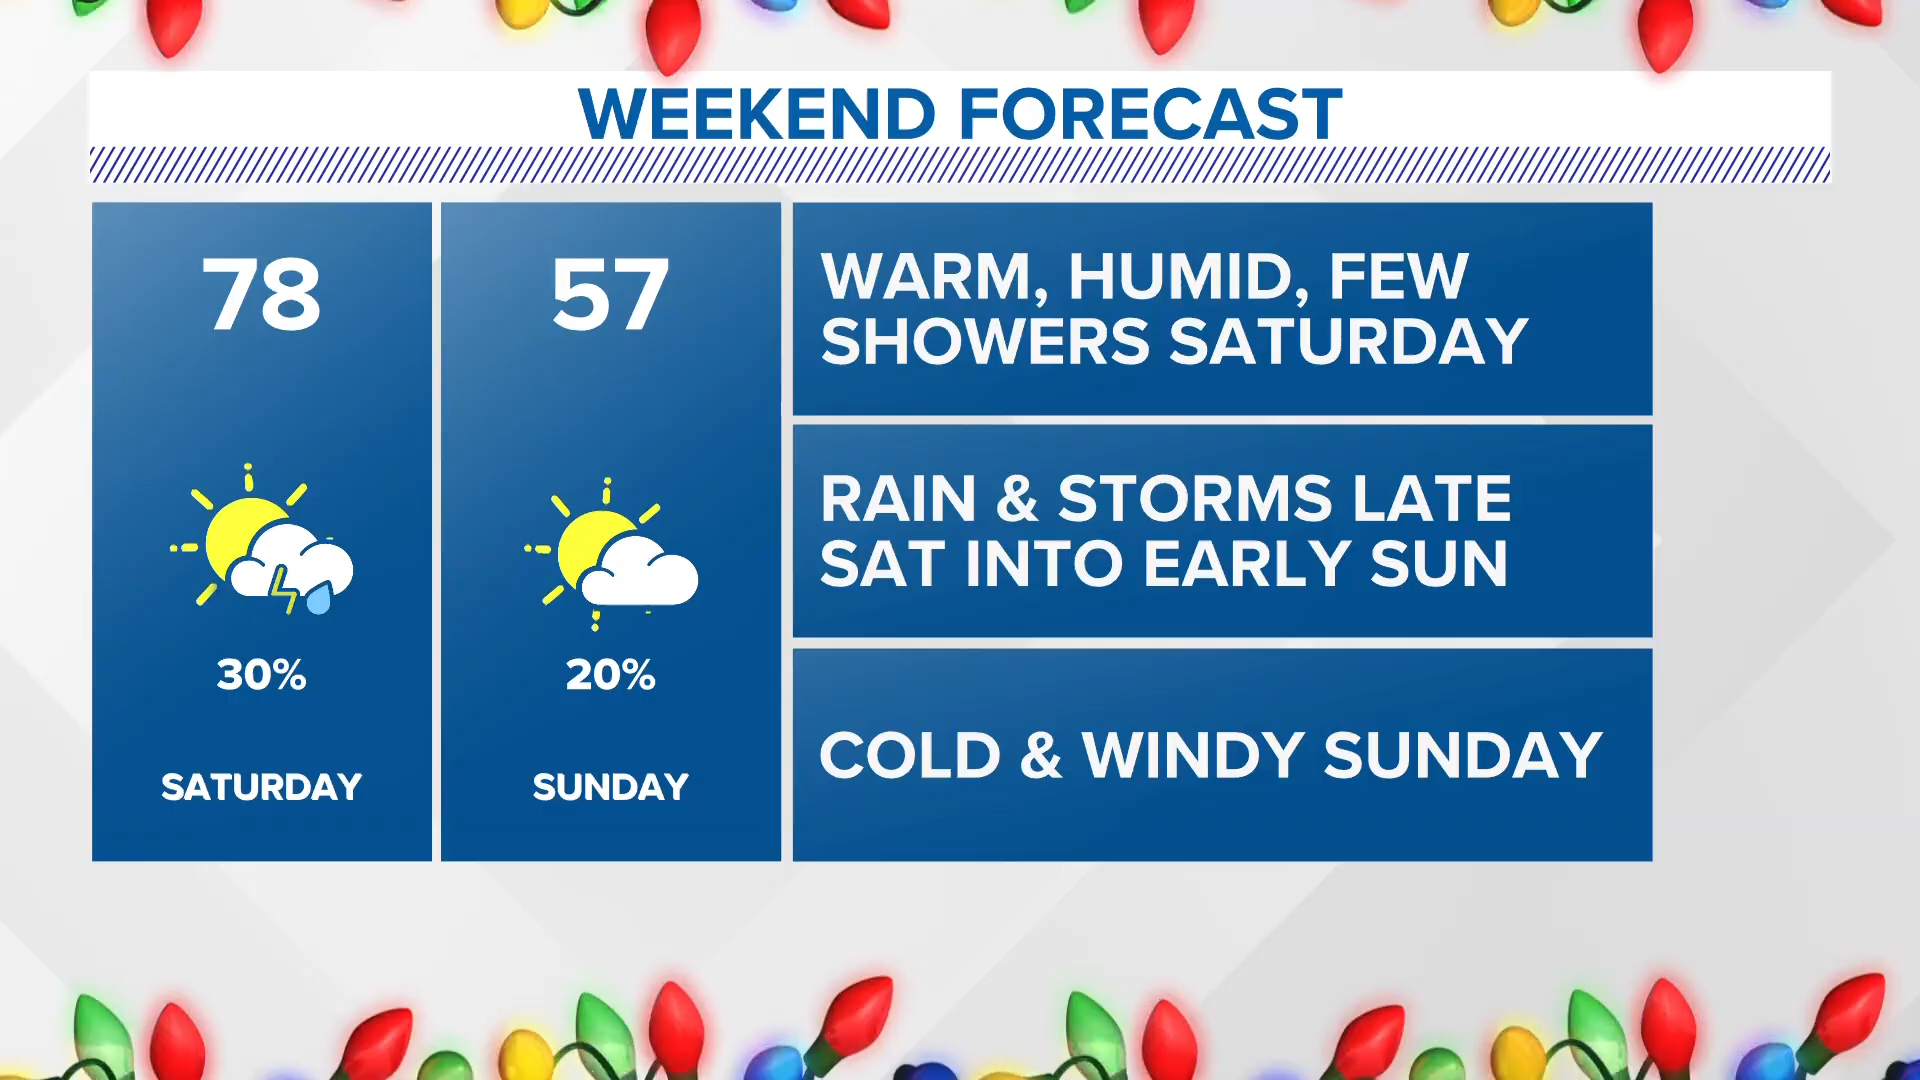 WEEKEND FORECAST
78
30%
SATURDAY
57
20%
SUNDAY
WARM, HUMID, FEW
SHOWERS SATURDAY
RAIN & STORMS LATE
SAT INTO EARLY SUN
COLD & WINDY SUNDAY